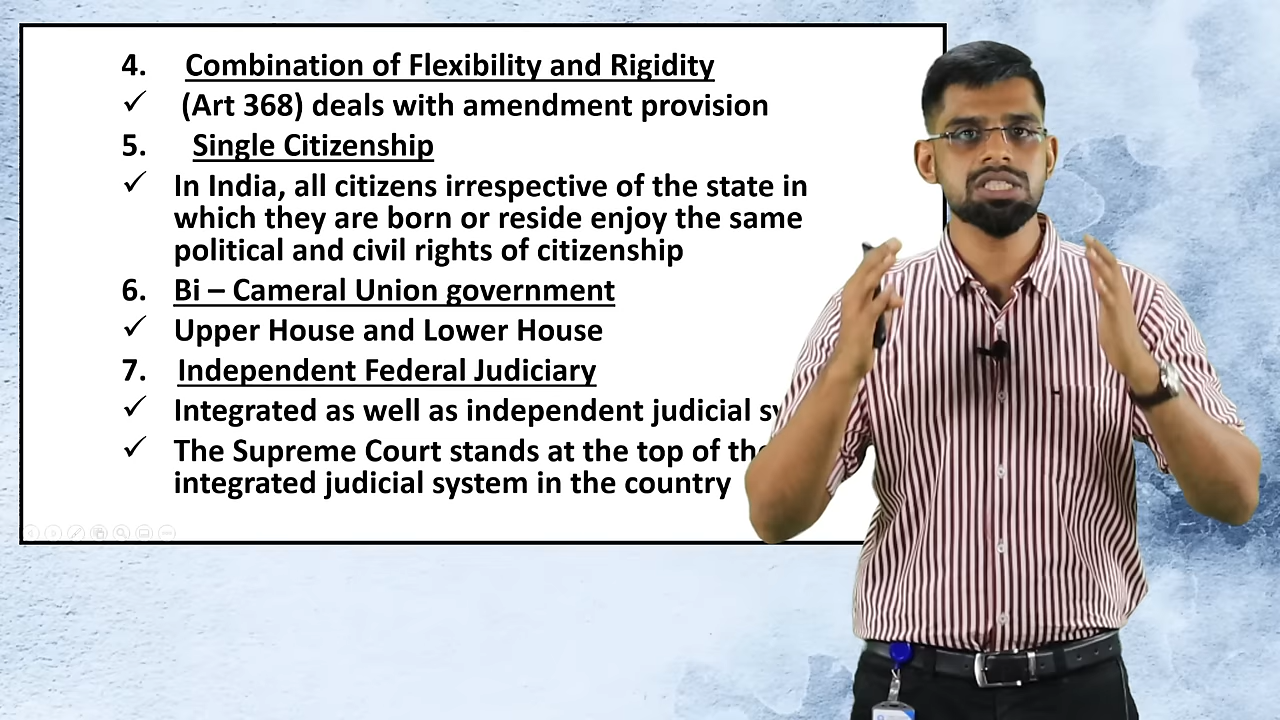 4. Combination of Flexibility and Rigidity
✓ (Art 368) deals with amendment provision
5. Single Citizenship
✓ In India, all citizens irrespective of the state in
which they are born or reside enjoy the same
political and civil rights of citizenship
6. Bi – Cameral Union government
✓ Upper House and Lower House
7. Independent Federal Judiciary
✓ Integrated as well as independent judicial
✓ The Supreme Court stands at the top of the
integrated judicial system in the country